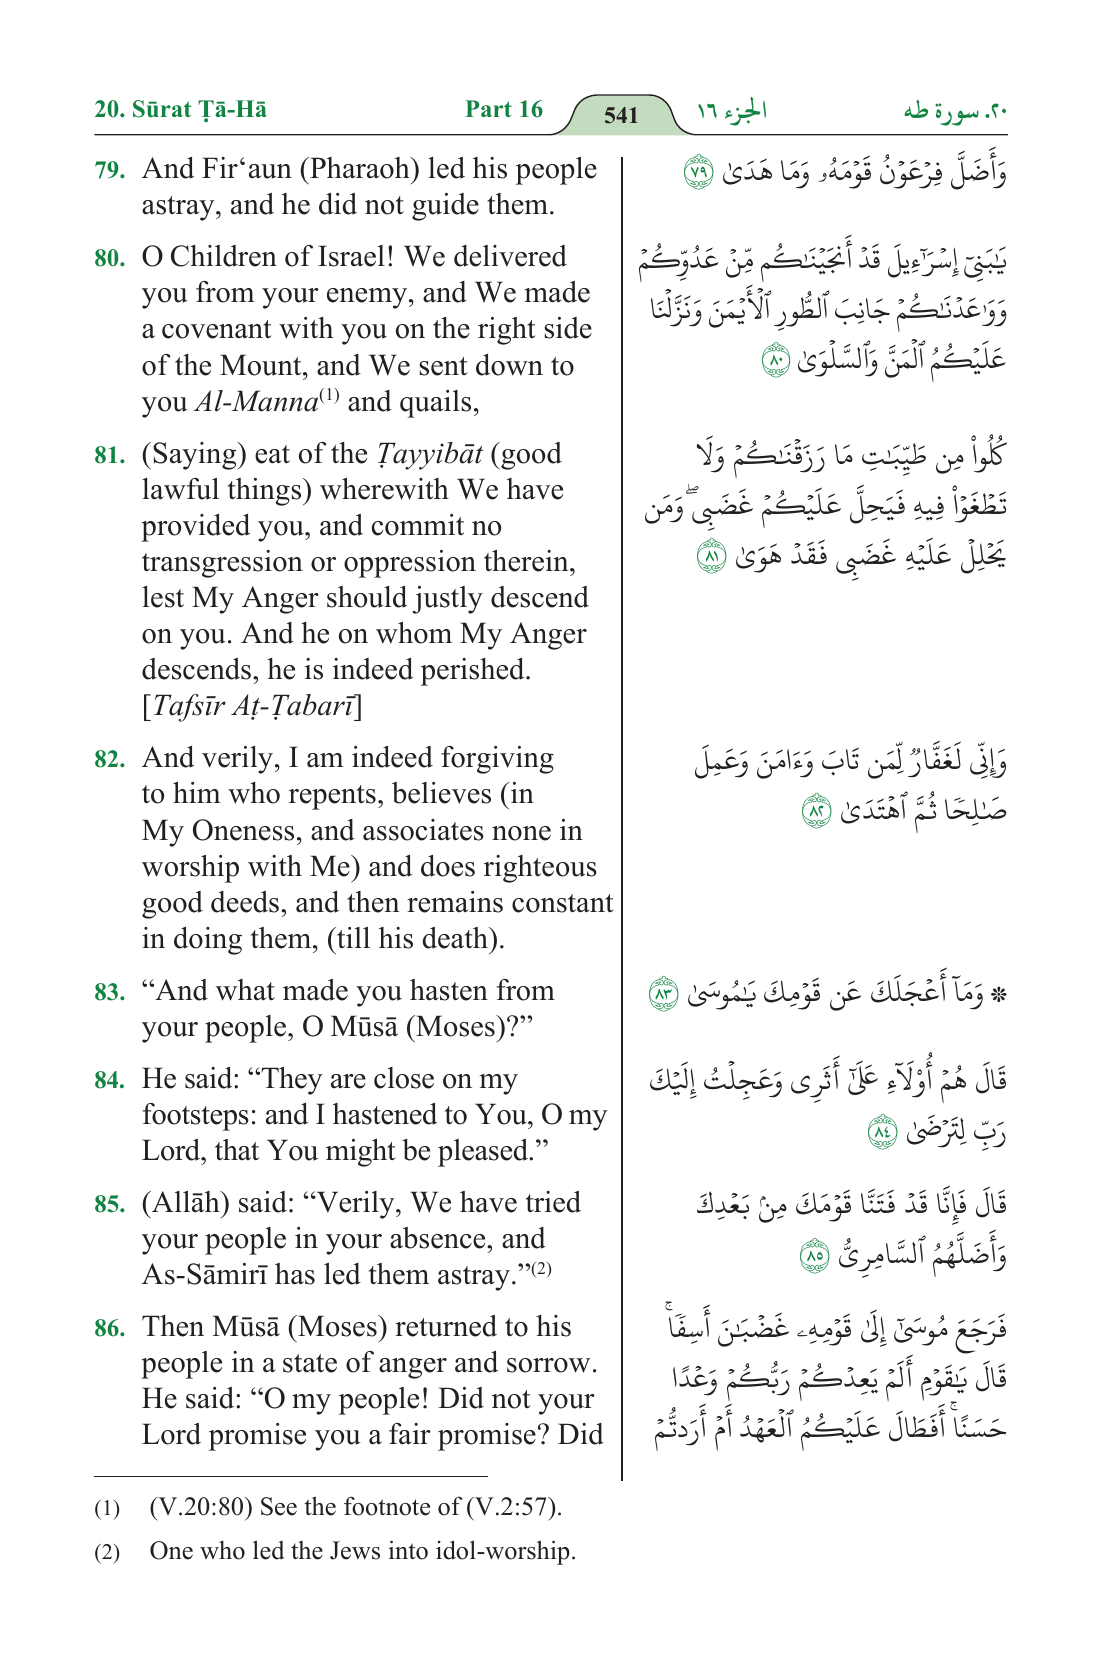 20. Sūrat Ṭā-Hā Part 16 541 الجزء ١٦ ٢٠. سورة طه
79. And Fir‘aun (Pharaoh) led his people
astray, and he did not guide them.
80. O Children of Israel! We delivered
you from your enemy, and We made
a covenant with you on the right side
of the Mount, and We sent down to
you Al-Manna(1) and quails,
81. (Saying) eat of the Ṭayyibāt (good
lawful things) wherewith We have
provided you, and commit no
transgression or oppression therein,
lest My Anger should justly descend
on you. And he on whom My Anger
descends, he is indeed perished.
[Tafsīr Aṭ-Ṭabarī]
82. And verily, I am indeed forgiving
to him who repents, believes (in
My Oneness, and associates none in
worship with Me) and does righteous
good deeds, and then remains constant
in doing them, (till his death).
83. “And what made you hasten from
your people, O Mūsā (Moses)?”
84. He said: “They are close on my
footsteps: and I hastened to You, O my
Lord, that You might be pleased.”
85. (Allāh) said: “Verily, We have tried
your people in your absence, and
As-Sāmirī has led them astray.”(2)
86. Then Mūsā (Moses) returned to his
people in a state of anger and sorrow.
He said: “O my people! Did not your
Lord promise you a fair promise? Did
وَأَضَلَّ فِرْعَوْنُ قَوْمَهُۥ وَمَا هَدَىٰ ٧٩
يَٰبَنِىٓ إِسْرَٰٓءِيلَ قَدْ أَنجَيْنَٰكُم مِّنْ عَدُوِّكُمْ
وَوَٰعَدْنَٰكُمْ جَانِبَ ٱلطُّورِ ٱلْأَيْمَنَ وَنَزَّلْنَا
عَلَيْكُمُ ٱلْمَنَّ وَٱلسَّلْوَىٰ ٨٠
كُلُوا۟ مِن طَيِّبَٰتِ مَا رَزَقْنَٰكُمْ وَلَا
تَطْغَوْا۟ فِيهِ فَيَحِلَّ عَلَيْكُمْ غَضَبِى ۖ وَمَن
يَحْلِلْ عَلَيْهِ غَضَبِى فَقَدْ هَوَىٰ ٨١
وَإِنِّى لَغَفَّارٌ لِّمَن تَابَ وَءَامَنَ وَعَمِلَ
صَٰلِحًا ثُمَّ ٱهْتَدَىٰ ٨٢
۞ وَمَآ أَعْجَلَكَ عَن قَوْمِكَ يَٰمُوسَىٰ ٨٣
قَالَ هُمْ أُو۟لَآءِ عَلَىٰٓ أَثَرِى وَعَجِلْتُ إِلَيْكَ
رَبِّ لِتَرْضَىٰ ٨٤
قَالَ فَإِنَّا قَدْ فَتَنَّا قَوْمَكَ مِنۢ بَعْدِكَ
وَأَضَلَّهُمُ ٱلسَّامِرِىُّ ٨٥
فَرَجَعَ مُوسَىٰٓ إِلَىٰ قَوْمِهِۦ غَضْبَٰنَ أَسِفًا ۚ
قَالَ يَٰقَوْمِ أَلَمْ يَعِدْكُمْ رَبُّكُمْ وَعْدًا
حَسَنًا ۚ أَفَطَالَ عَلَيْكُمُ ٱلْعَهْدُ أَمْ أَرَدتُّمْ
(1) (V.20:80) See the footnote of (V.2:57).
(2) One who led the Jews into idol-worship.